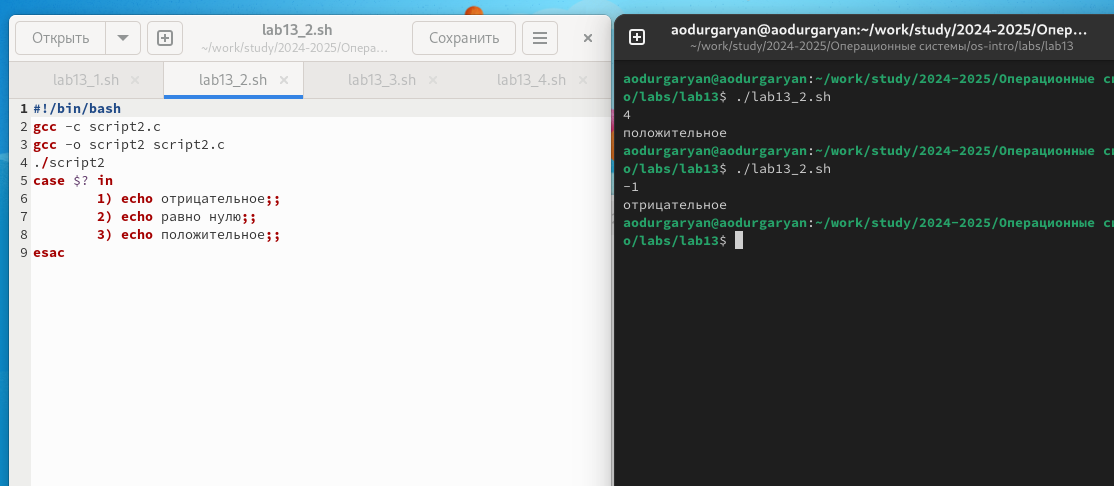 Открыть
lab13_2.sh
~/work/study/2024-2025/Опера...
Сохранить
lab13_1.sh
lab13_2.sh
lab13_3.sh
lab13_4.sh
1 #!/bin/bash
2 gcc -c script2.c
3 gcc -o script2 script2.c
4 ./script2
5 case $? in
6         1) echo отрицательное;;
7         2) echo равно нулю;;
8         3) echo положительное;;
9 esac
aodurgaryan@aodurgaryan:~/work/study/2024-2025/Опер...
~/work/study/2024-2025/Операционные системы/os-intro/labs/lab13
aodurgaryan@aodurgaryan:~/work/study/2024-2025/Операционные си
o/labs/lab13$ ./lab13_2.sh
4
положительное
aodurgaryan@aodurgaryan:~/work/study/2024-2025/Операционные си
o/labs/lab13$ ./lab13_2.sh
-1
отрицательное
aodurgaryan@aodurgaryan:~/work/study/2024-2025/Операционные си
o/labs/lab13$